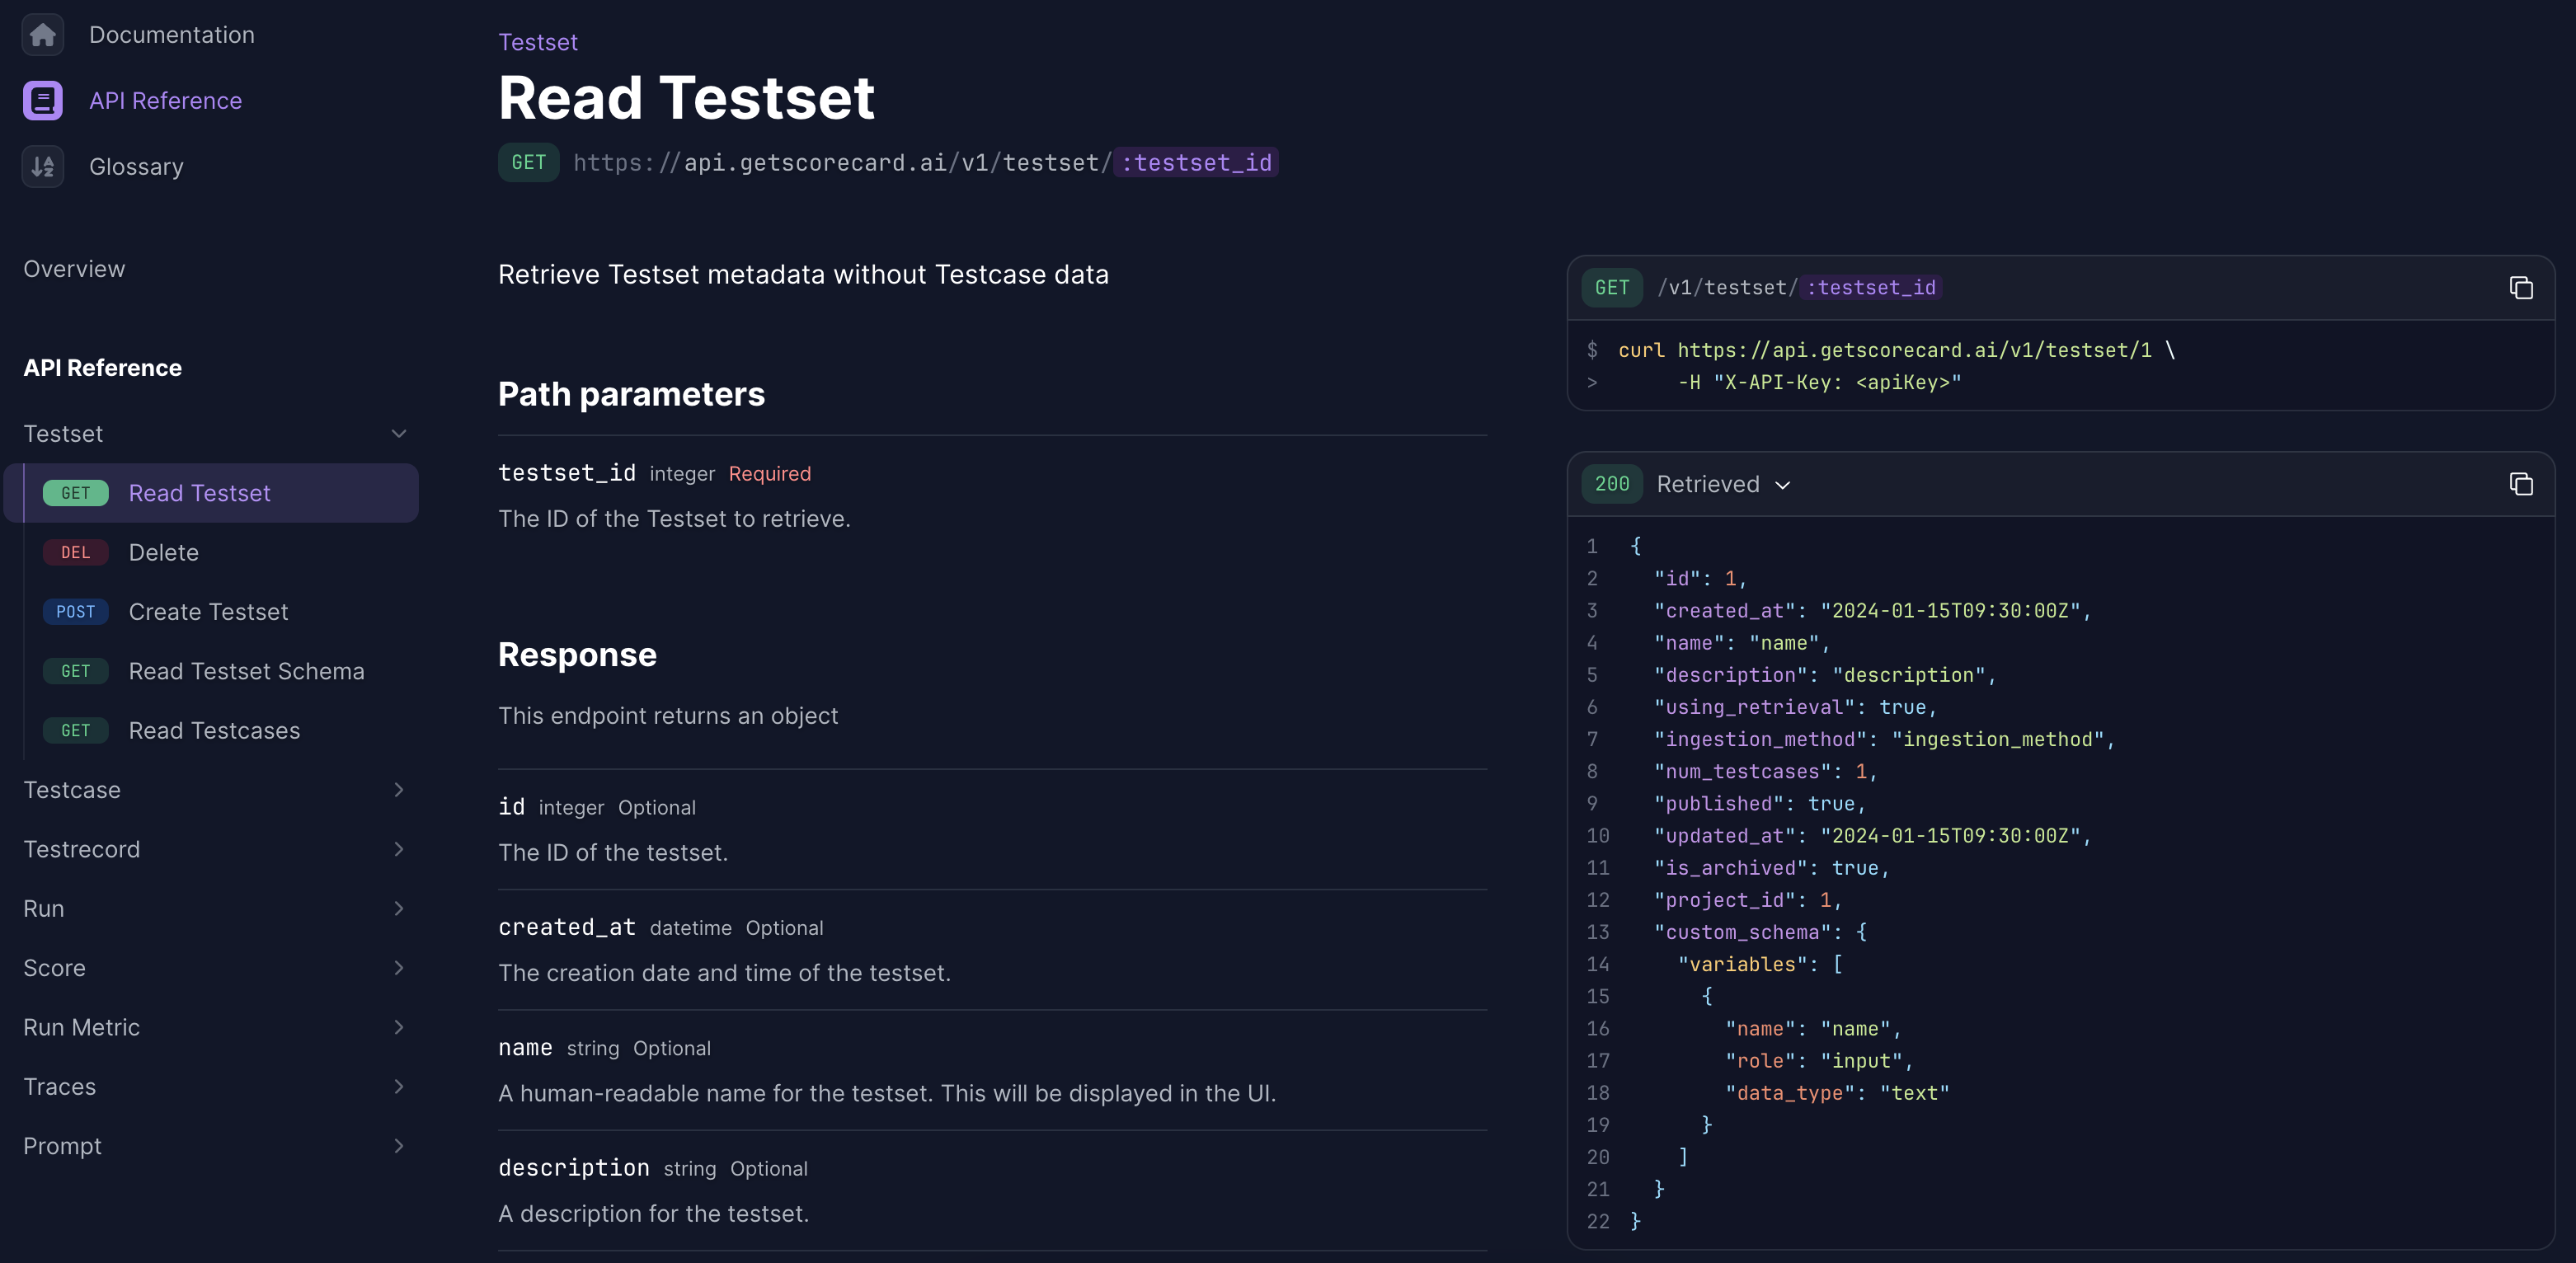 Documentation
API Reference
Glossary
Overview
API Reference
Testset
GET Read Testset
DEL Delete
POST Create Testset
GET Read Testset Schema
GET Read Testcases
Testcase
Testrecord
Run
Score
Run Metric
Traces
Prompt
Testset
Read Testset
GET https://api.getscorecard.ai/v1/testset/:testset_id
Retrieve Testset metadata without Testcase data
Path parameters
testset_id integer Required
The ID of the Testset to retrieve.
Response
This endpoint returns an object
id integer Optional
The ID of the testset.
created_at datetime Optional
The creation date and time of the testset.
name string Optional
A human-readable name for the testset. This will be displayed in the UI.
description string Optional
A description for the testset.
GET /v1/testset/:testset_id
$ curl https://api.getscorecard.ai/v1/testset/1 \
> -H "X-API-Key: <apiKey>"
200 Retrieved
1 {
2 "id": 1,
3 "created_at": "2024-01-15T09:30:00Z",
4 "name": "name",
5 "description": "description",
6 "using_retrieval": true,
7 "ingestion_method": "ingestion_method",
8 "num_testcases": 1,
9 "published": true,
10 "updated_at": "2024-01-15T09:30:00Z",
11 "is_archived": true,
12 "project_id": 1,
13 "custom_schema": {
14 "variables": [
15 {
16 "name": "name",
17 "role": "input",
18 "data_type": "text"
19 }
20 ]
21 }
22 }